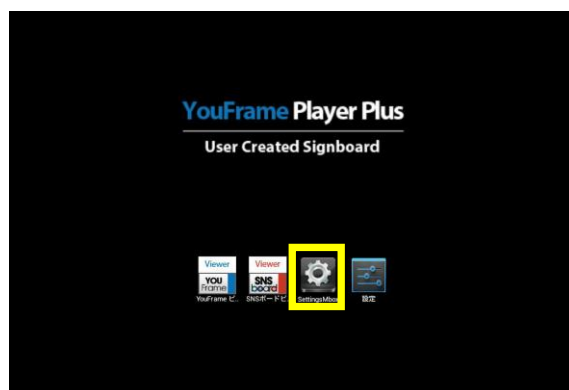 YouFrame Player Plus
User Created Signboard
Viewer
YOU
Frame
YouFrame ビ..
Viewer
SNS
board
SNSボードビ..
SettingsMbox
設定